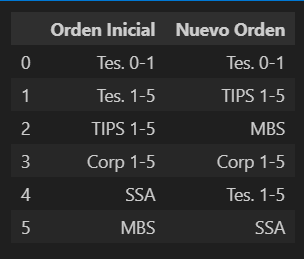 Orden Inicial Nuevo Orden
0 Tes. 0-1 Tes. 0-1
1 Tes. 1-5 TIPS 1-5
2 TIPS 1-5 MBS
3 Corp 1-5 Corp 1-5
4 SSA Tes. 1-5
5 MBS SSA